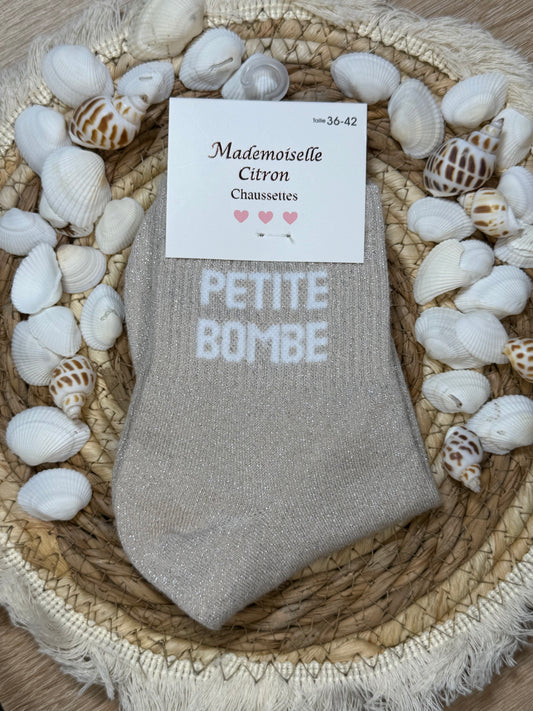 Taille 36-42
Mademoiselle
Citron
Chaussettes
PETITE
BOMBE